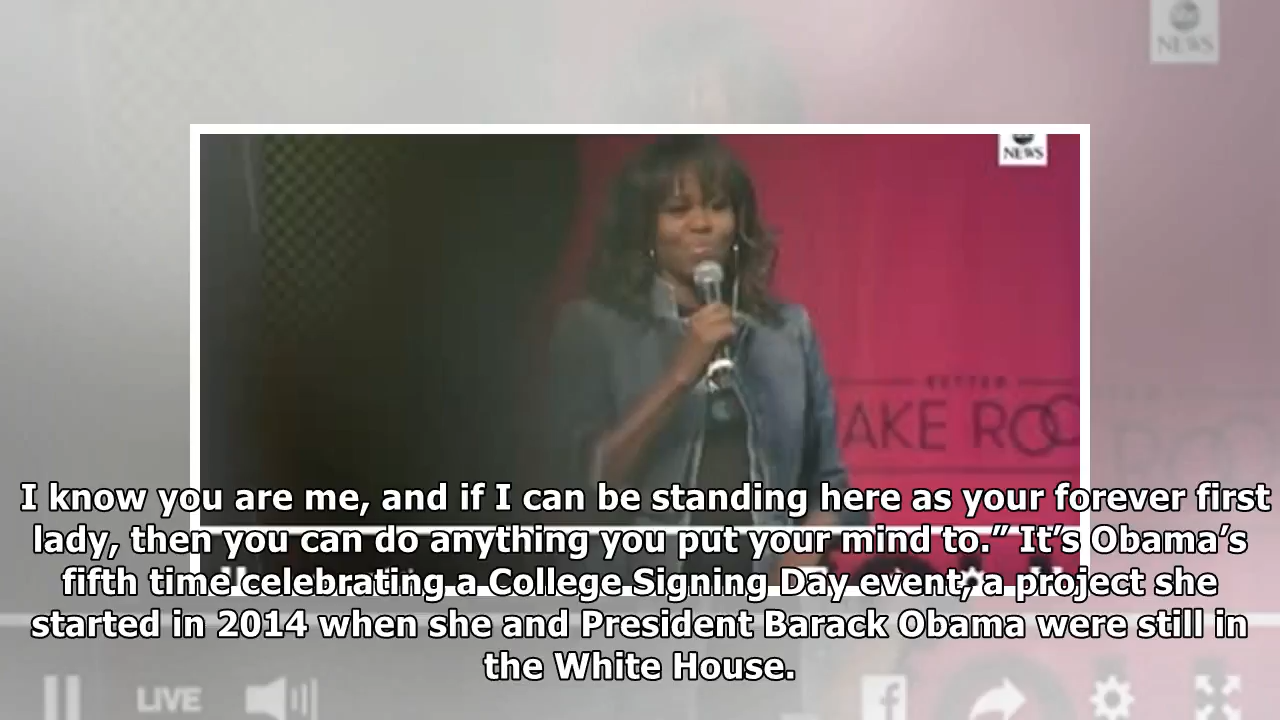 NEWS
NEWS
BETTER
AKE ROO
I know you are me, and if I can be standing here as your forever first
lady, then you can do anything you put your mind to.” It’s Obama’s
fifth time celebrating a College Signing Day event, a project she
started in 2014 when she and President Barack Obama were still in
the White House.
LIVE